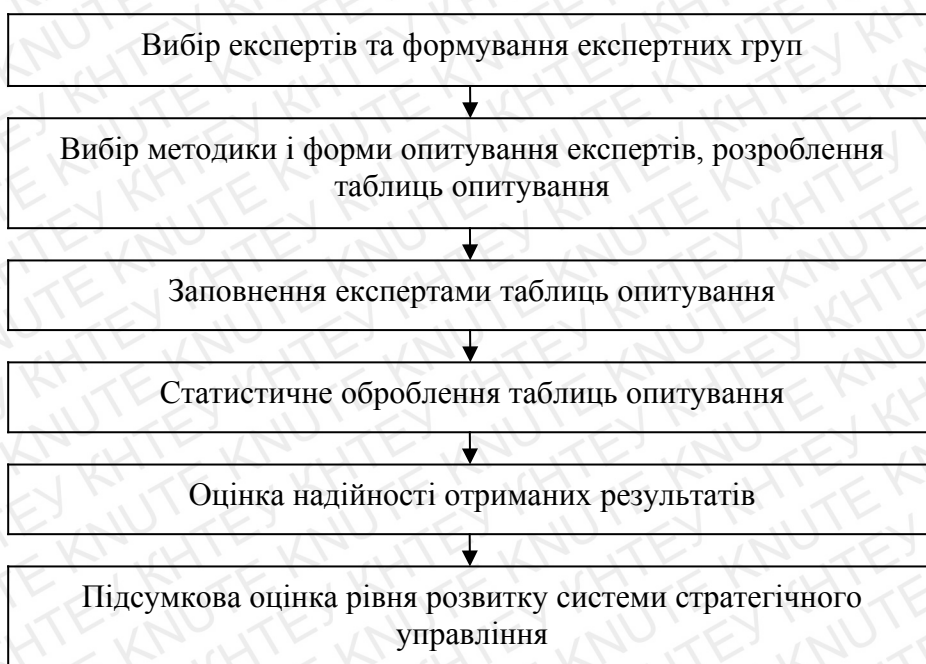 Вибір експертів та формування експертних груп
Вибір методики і форми опитування експертів, розроблення
таблиць опитування
Заповнення експертами таблиць опитування
Статистичне оброблення таблиць опитування
Оцінка надійності отриманих результатів
Підсумкова оцінка рівня розвитку системи стратегічного
управління